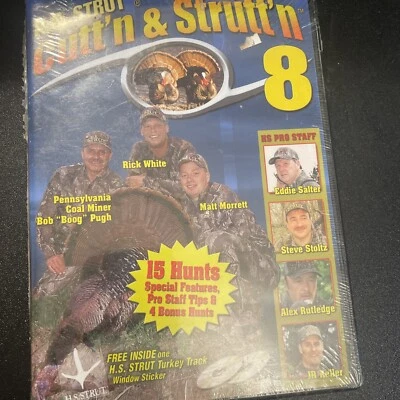 STRUT
Cutt'n & Strutt'n
8
HS PRO STAFF
Rick White
Eddie Salter
Pennsylvania
Coal Miner
Bob "Boog" Pugh
Matt Morrett
Steve Stoltz
15 Hunts
Special Features,
Pro Staff Tips &
4 Bonus Hunts
Alex Rutledge
FREE INSIDE one
H.S. STRUT Turkey Track
Window Sticker
H.S. STRUT